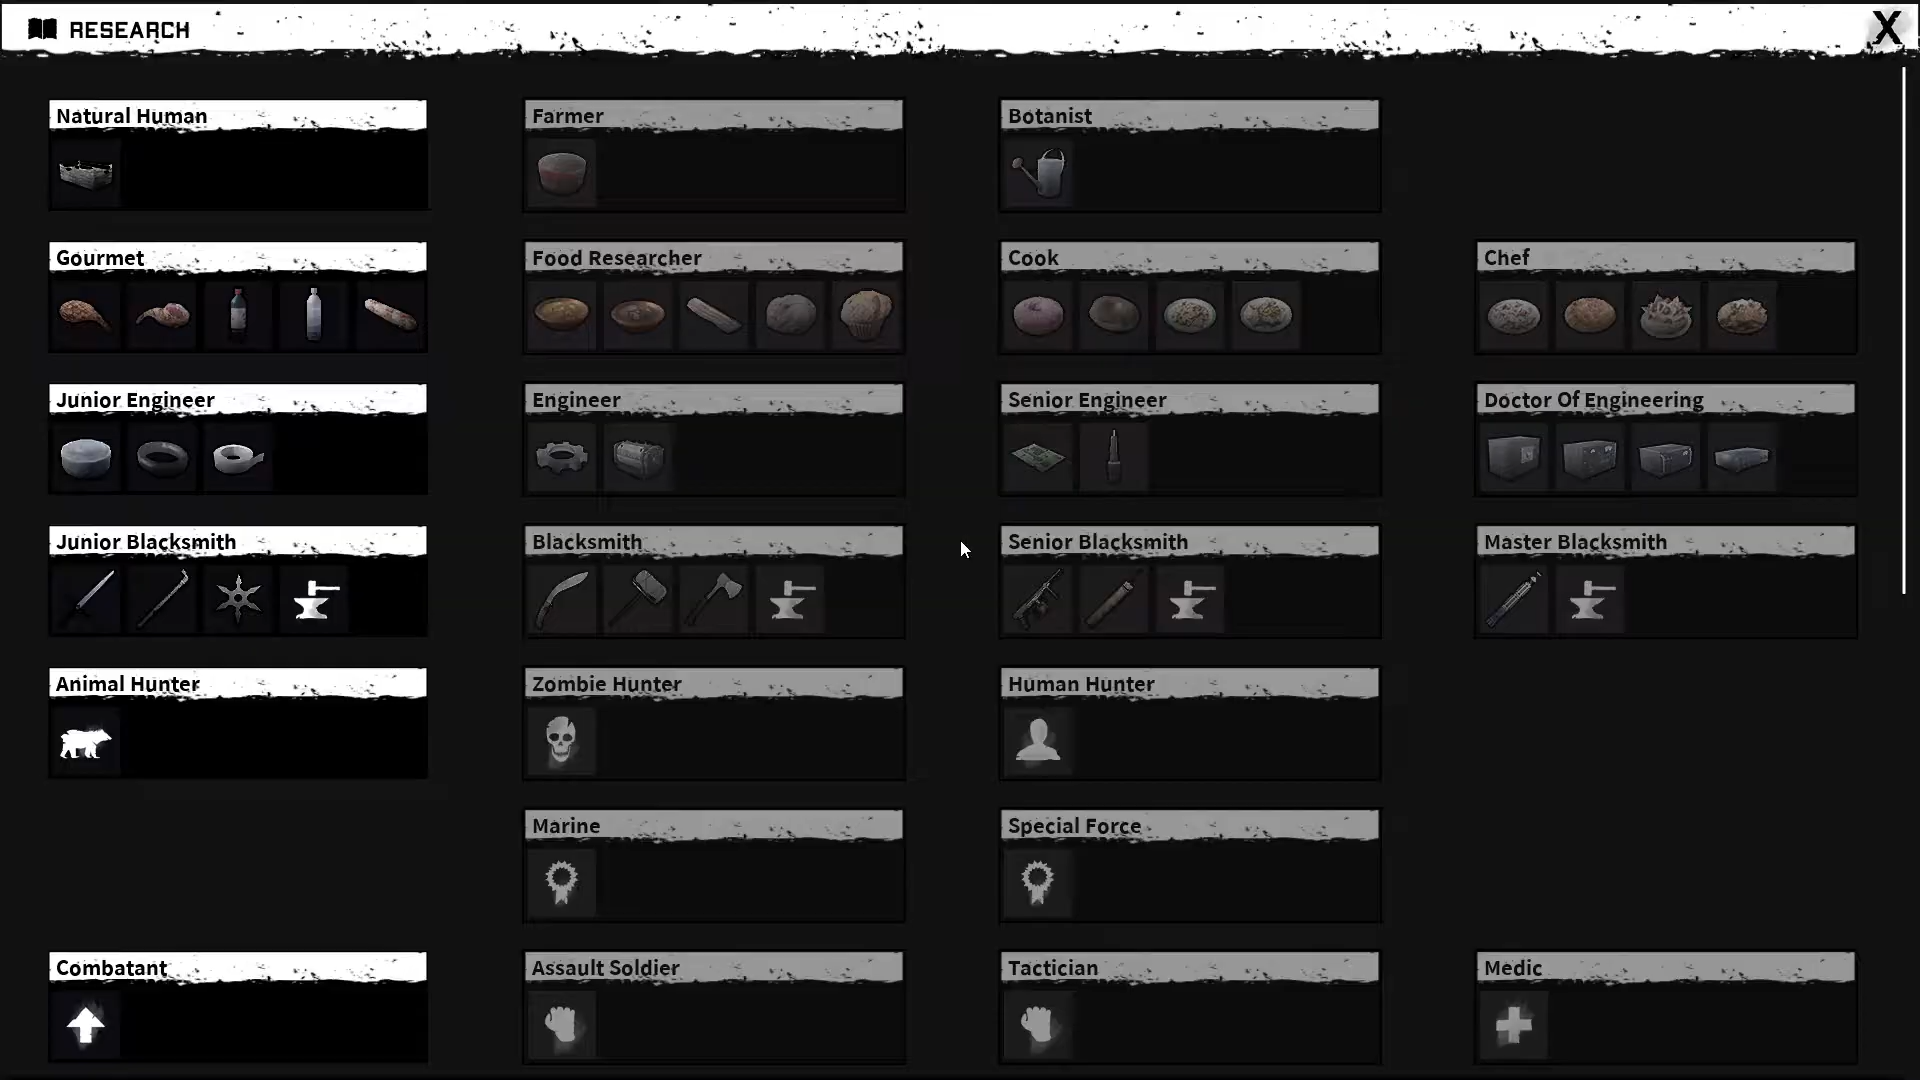 RESEARCH
X
Natural Human
Farmer
Botanist
Gourmet
Food Researcher
Cook
Chef
Junior Engineer
Engineer
Senior Engineer
Doctor Of Engineering
Junior Blacksmith
Blacksmith
Senior Blacksmith
Master Blacksmith
Animal Hunter
Zombie Hunter
Human Hunter
Marine
Special Force
Combatant
Assault Soldier
Tactician
Medic